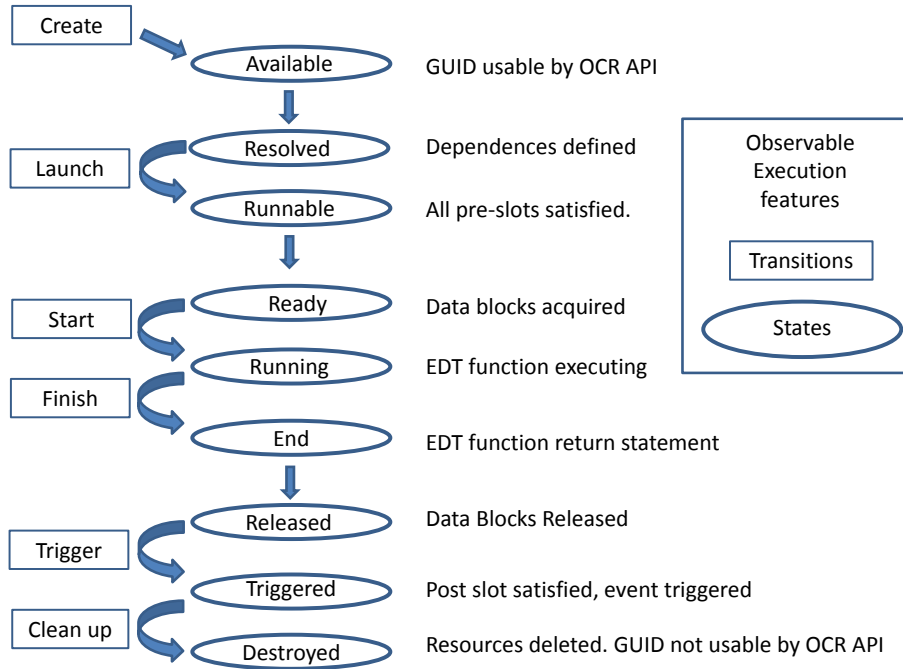 Create
Available
GUID usable by OCR API
Resolved
Dependences defined
Launch
Runnable
All pre-slots satisfied.
Ready
Data blocks acquired
Start
Running
EDT function executing
Finish
End
EDT function return statement
Released
Data Blocks Released
Trigger
Triggered
Post slot satisfied, event triggered
Clean up
Destroyed
Resources deleted. GUID not usable by OCR API
Observable
Execution
features
Transitions
States